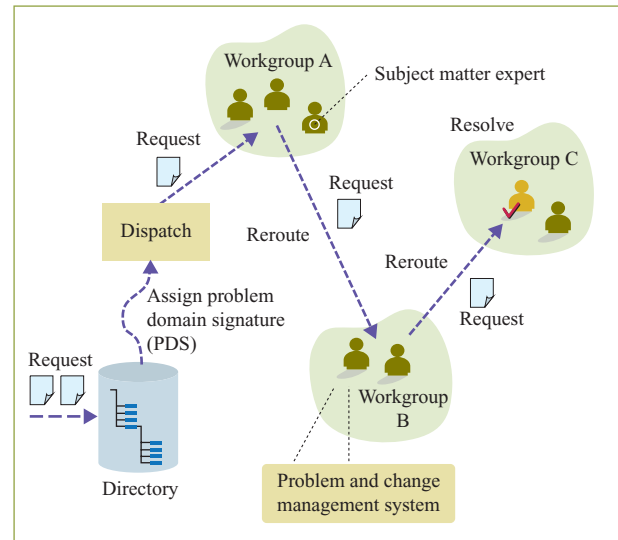 Workgroup A
Subject matter expert
Request
Resolve
Workgroup C
Request
Dispatch
Reroute
Reroute
Assign problem
domain signature
(PDS)
Request
Request
Workgroup
B
Directory
Problem and change
management system